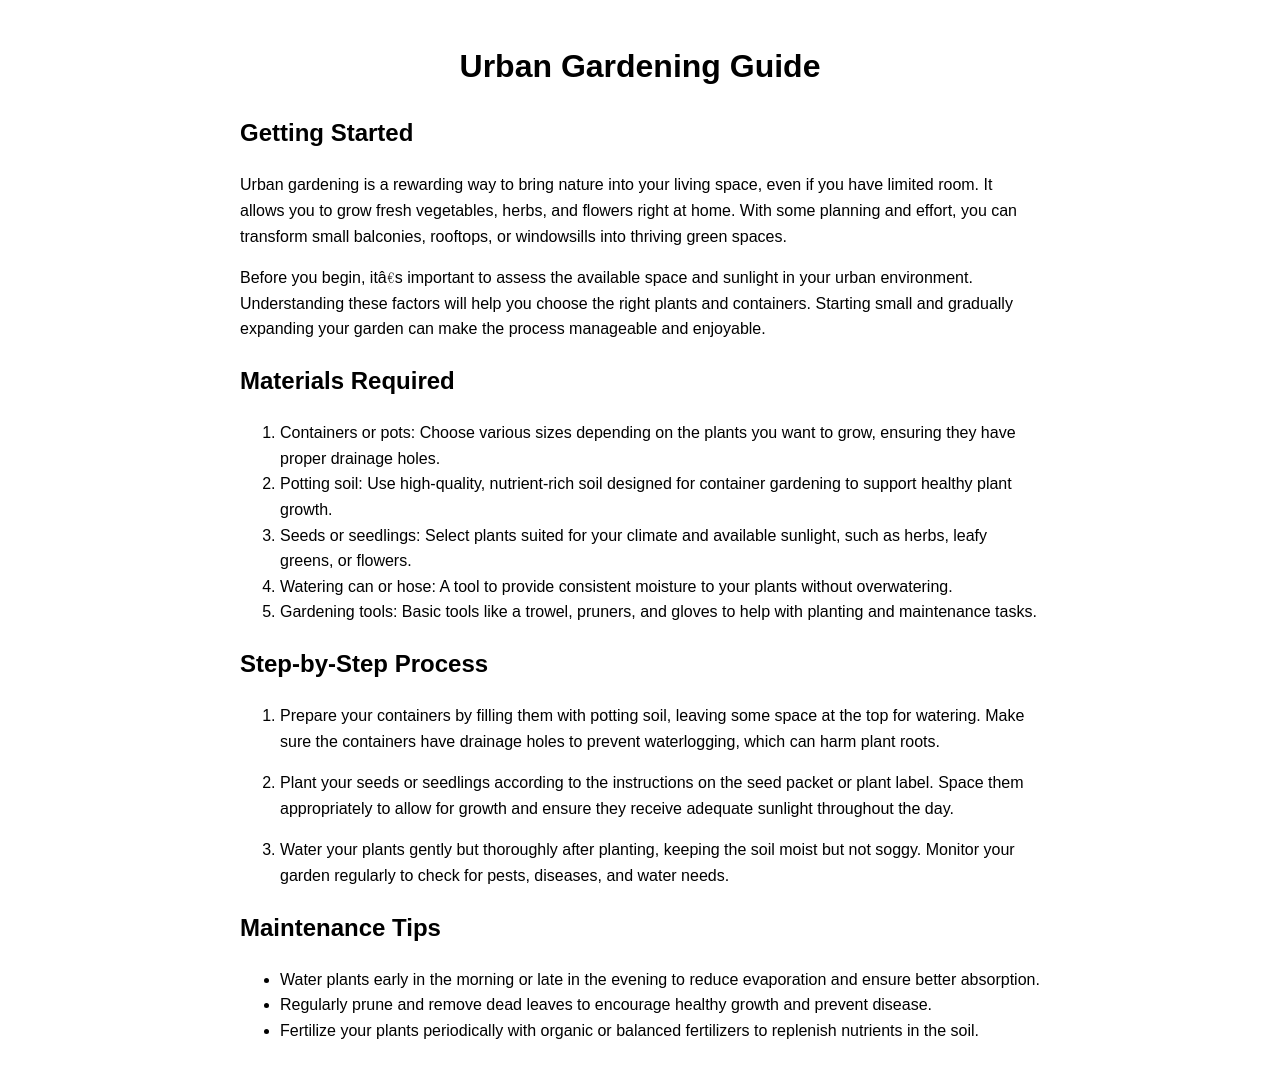 Urban Gardening Guide
Getting Started
Urban gardening is a rewarding way to bring nature into your living space, even if you have limited room. It
allows you to grow fresh vegetables, herbs, and flowers right at home. With some planning and effort, you can
transform small balconies, rooftops, or windowsills into thriving green spaces.
Before you begin, itâ€s important to assess the available space and sunlight in your urban environment.
Understanding these factors will help you choose the right plants and containers. Starting small and gradually
expanding your garden can make the process manageable and enjoyable.
Materials Required
1. Containers or pots: Choose various sizes depending on the plants you want to grow, ensuring they have
proper drainage holes.
2. Potting soil: Use high-quality, nutrient-rich soil designed for container gardening to support healthy plant
growth.
3. Seeds or seedlings: Select plants suited for your climate and available sunlight, such as herbs, leafy
greens, or flowers.
4. Watering can or hose: A tool to provide consistent moisture to your plants without overwatering.
5. Gardening tools: Basic tools like a trowel, pruners, and gloves to help with planting and maintenance tasks.
Step-by-Step Process
1. Prepare your containers by filling them with potting soil, leaving some space at the top for watering. Make
sure the containers have drainage holes to prevent waterlogging, which can harm plant roots.
2. Plant your seeds or seedlings according to the instructions on the seed packet or plant label. Space them
appropriately to allow for growth and ensure they receive adequate sunlight throughout the day.
3. Water your plants gently but thoroughly after planting, keeping the soil moist but not soggy. Monitor your
garden regularly to check for pests, diseases, and water needs.
Maintenance Tips
• Water plants early in the morning or late in the evening to reduce evaporation and ensure better absorption.
• Regularly prune and remove dead leaves to encourage healthy growth and prevent disease.
• Fertilize your plants periodically with organic or balanced fertilizers to replenish nutrients in the soil.